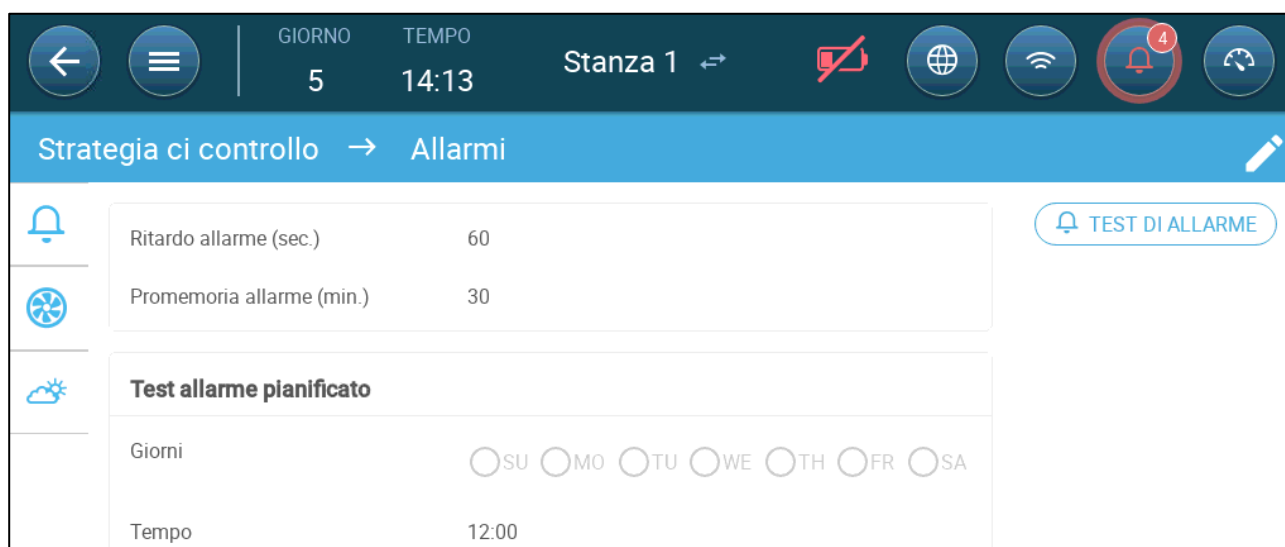 GIORNO TEMPO
5 14:13 Stanza 1 4
Strategia ci controllo → Allarmi
Ritardo allarme (sec.) 60
TEST DI ALLARME
Promemoria allarme (min.) 30
Test allarme pianificato
Giorni SU MO TU WE TH FR SA
Tempo 12:00